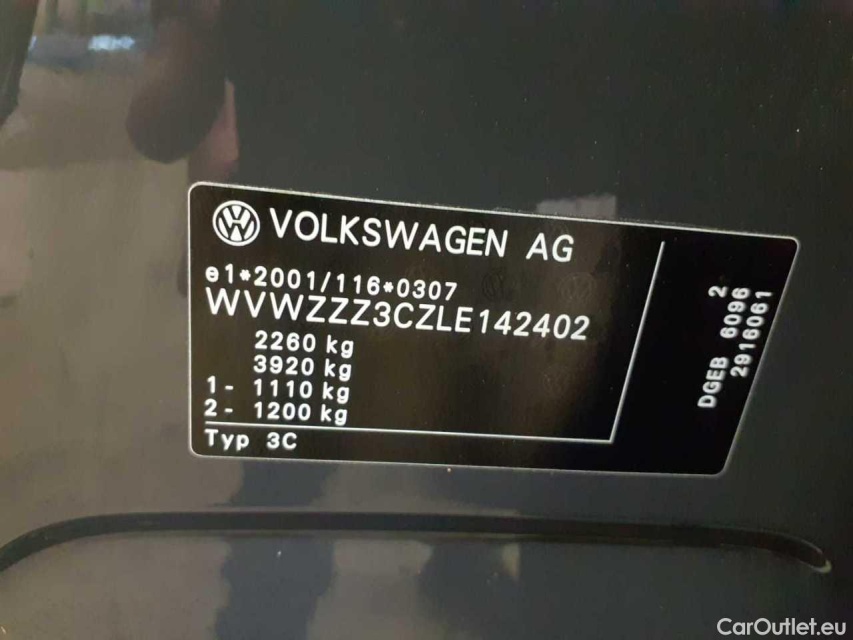 VOLKSWAGEN AG
e1*2001/116*0307
WVWZZZ3CZLE142402
2260 kg
3920 kg
1- 1110 kg
2- 1200 kg
Typ 3C
2
DGEB 6096
2916061
CarOutlet.eu